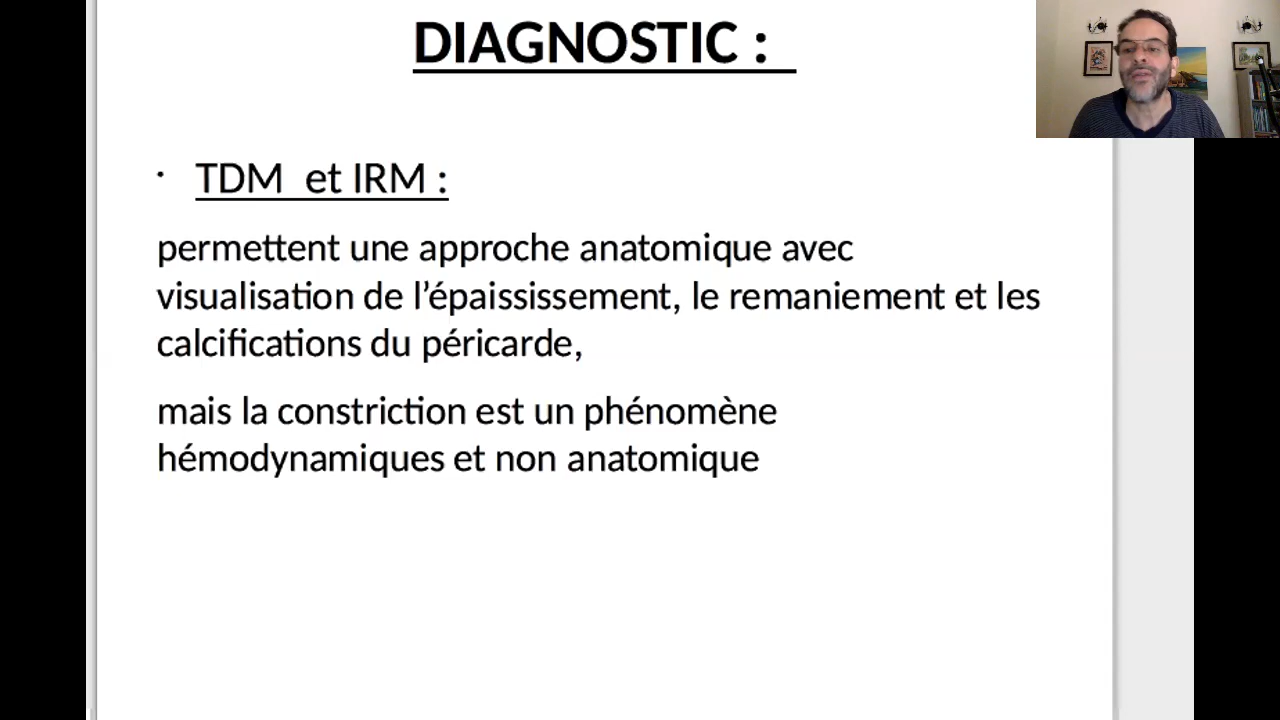 DIAGNOSTIC :
• TDM et IRM :
permettent une approche anatomique avec
visualisation de l’épaississement, le remaniement et les
calcifications du péricarde,
mais la constriction est un phénomène
hémodynamiques et non anatomique